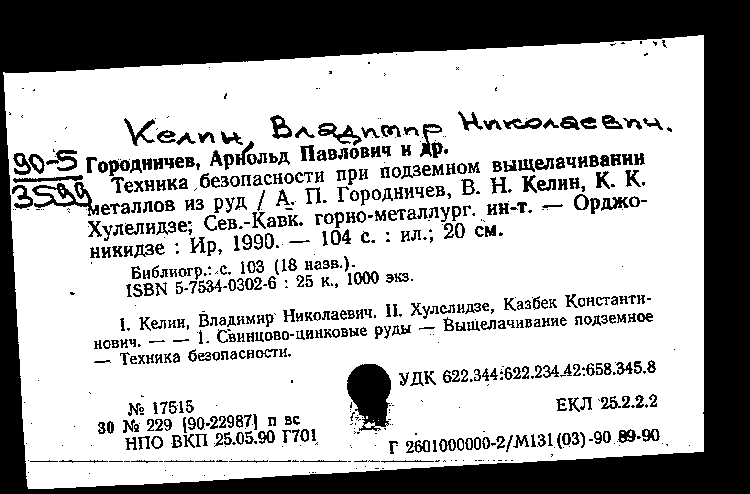 Келин, Владимир Николаевич.
90-5
3599
Городничев, Арнольд Павлович и др.
Техника безопасности при подземном выщелачивании
металлов из руд / А. П. Городничев, В. Н. Келин, К. К.
Хулелидзе; Сев.-Кавк. горно-металлург. ин-т. — Орджо-
никидзе : Ир, 1990. — 104 с. : ил.; 20 см.
Библиогр.: с. 103 (18 назв.).
ISBN 5-7534-0302-6 : 25 к., 1000 экз.
I. Келин, Владимир Николаевич. II. Хулелидзе, Казбек Константи-
нович. — — 1. Свинцово-цинковые руды — Выщелачивание подземное
— Техника безопасности.
УДК 622.344:622.234.42:658.345.8
№ 17515
ЕКЛ 25.2.2.2
30 № 229 [90-22987] п вс
НПО ВКП 25.05.90 Г701
Г 2601000000-2/М131(03)-90 89-90